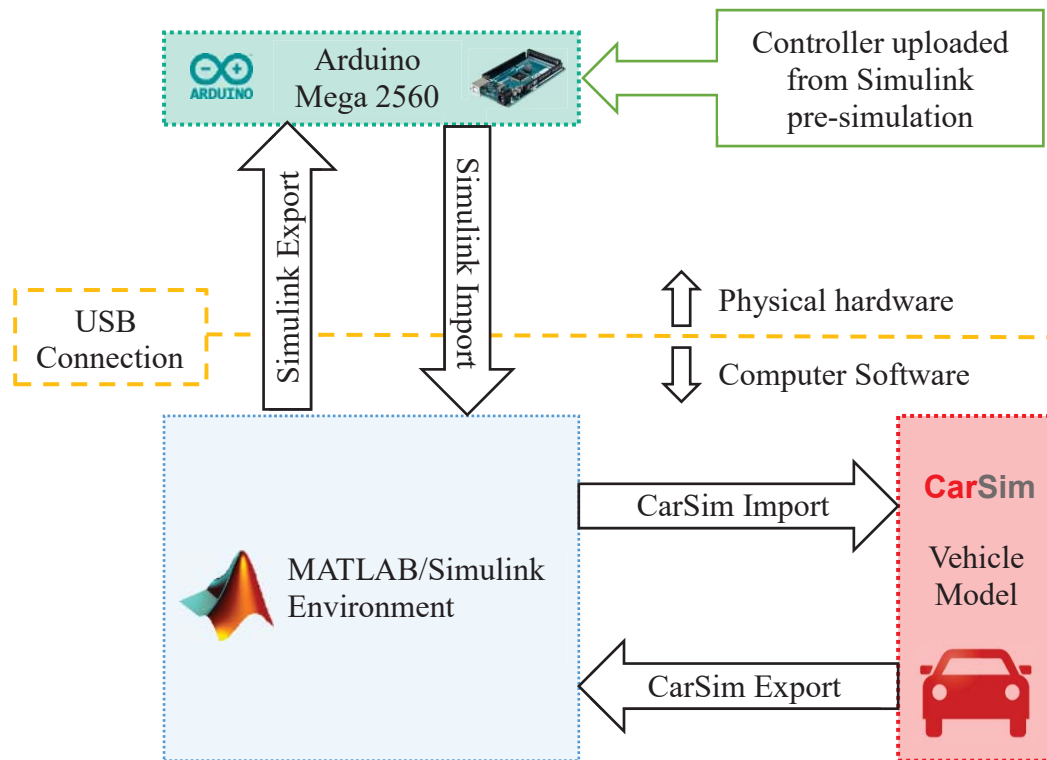 ARDUINO
Arduino
Mega 2560
Controller uploaded
from Simulink
pre-simulation
Simulink Export
Simulink Import
USB
Connection
Physical hardware
Computer Software
MATLAB/Simulink
Environment
CarSim Import
CarSim Export
CarSim
Vehicle
Model